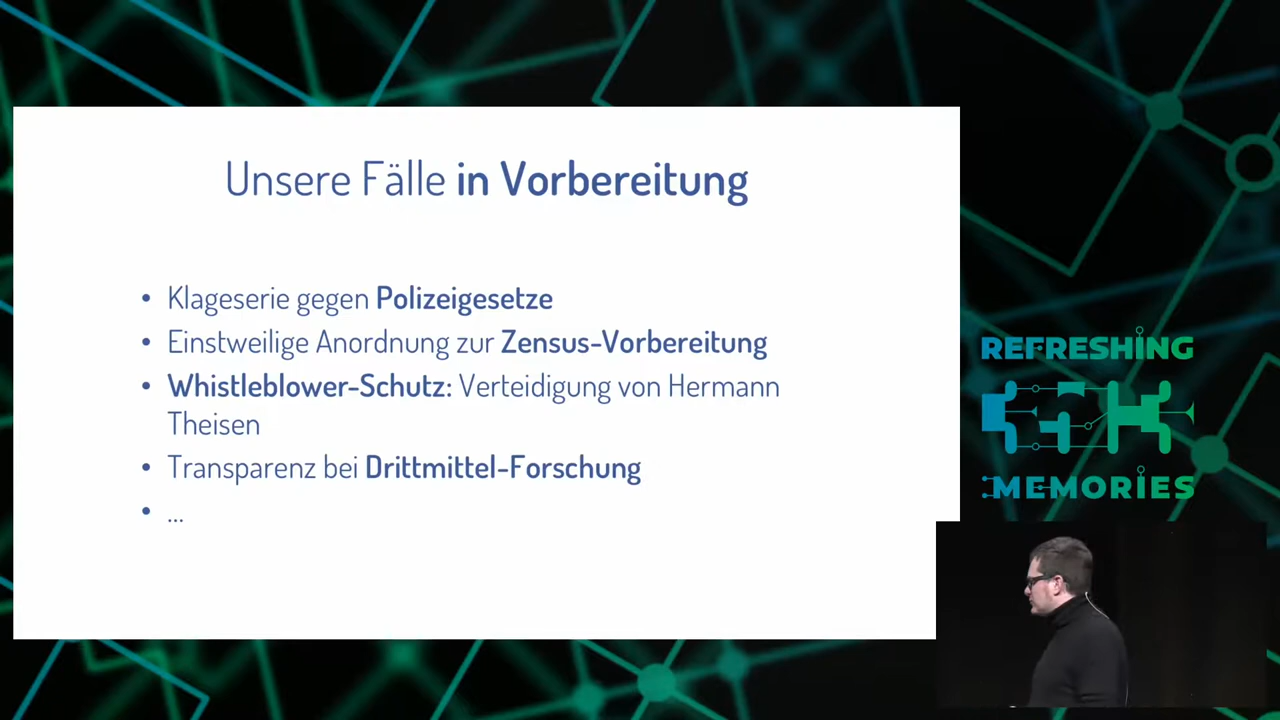 Unsere Fälle in Vorbereitung
• Klageserie gegen Polizeigesetze
• Einstweilige Anordnung zur Zensus-Vorbereitung
• Whistleblower-Schutz: Verteidigung von Hermann
Theisen
• Transparenz bei Drittmittel-Forschung
• ...
REFRESHING
35C3
MEMORIES